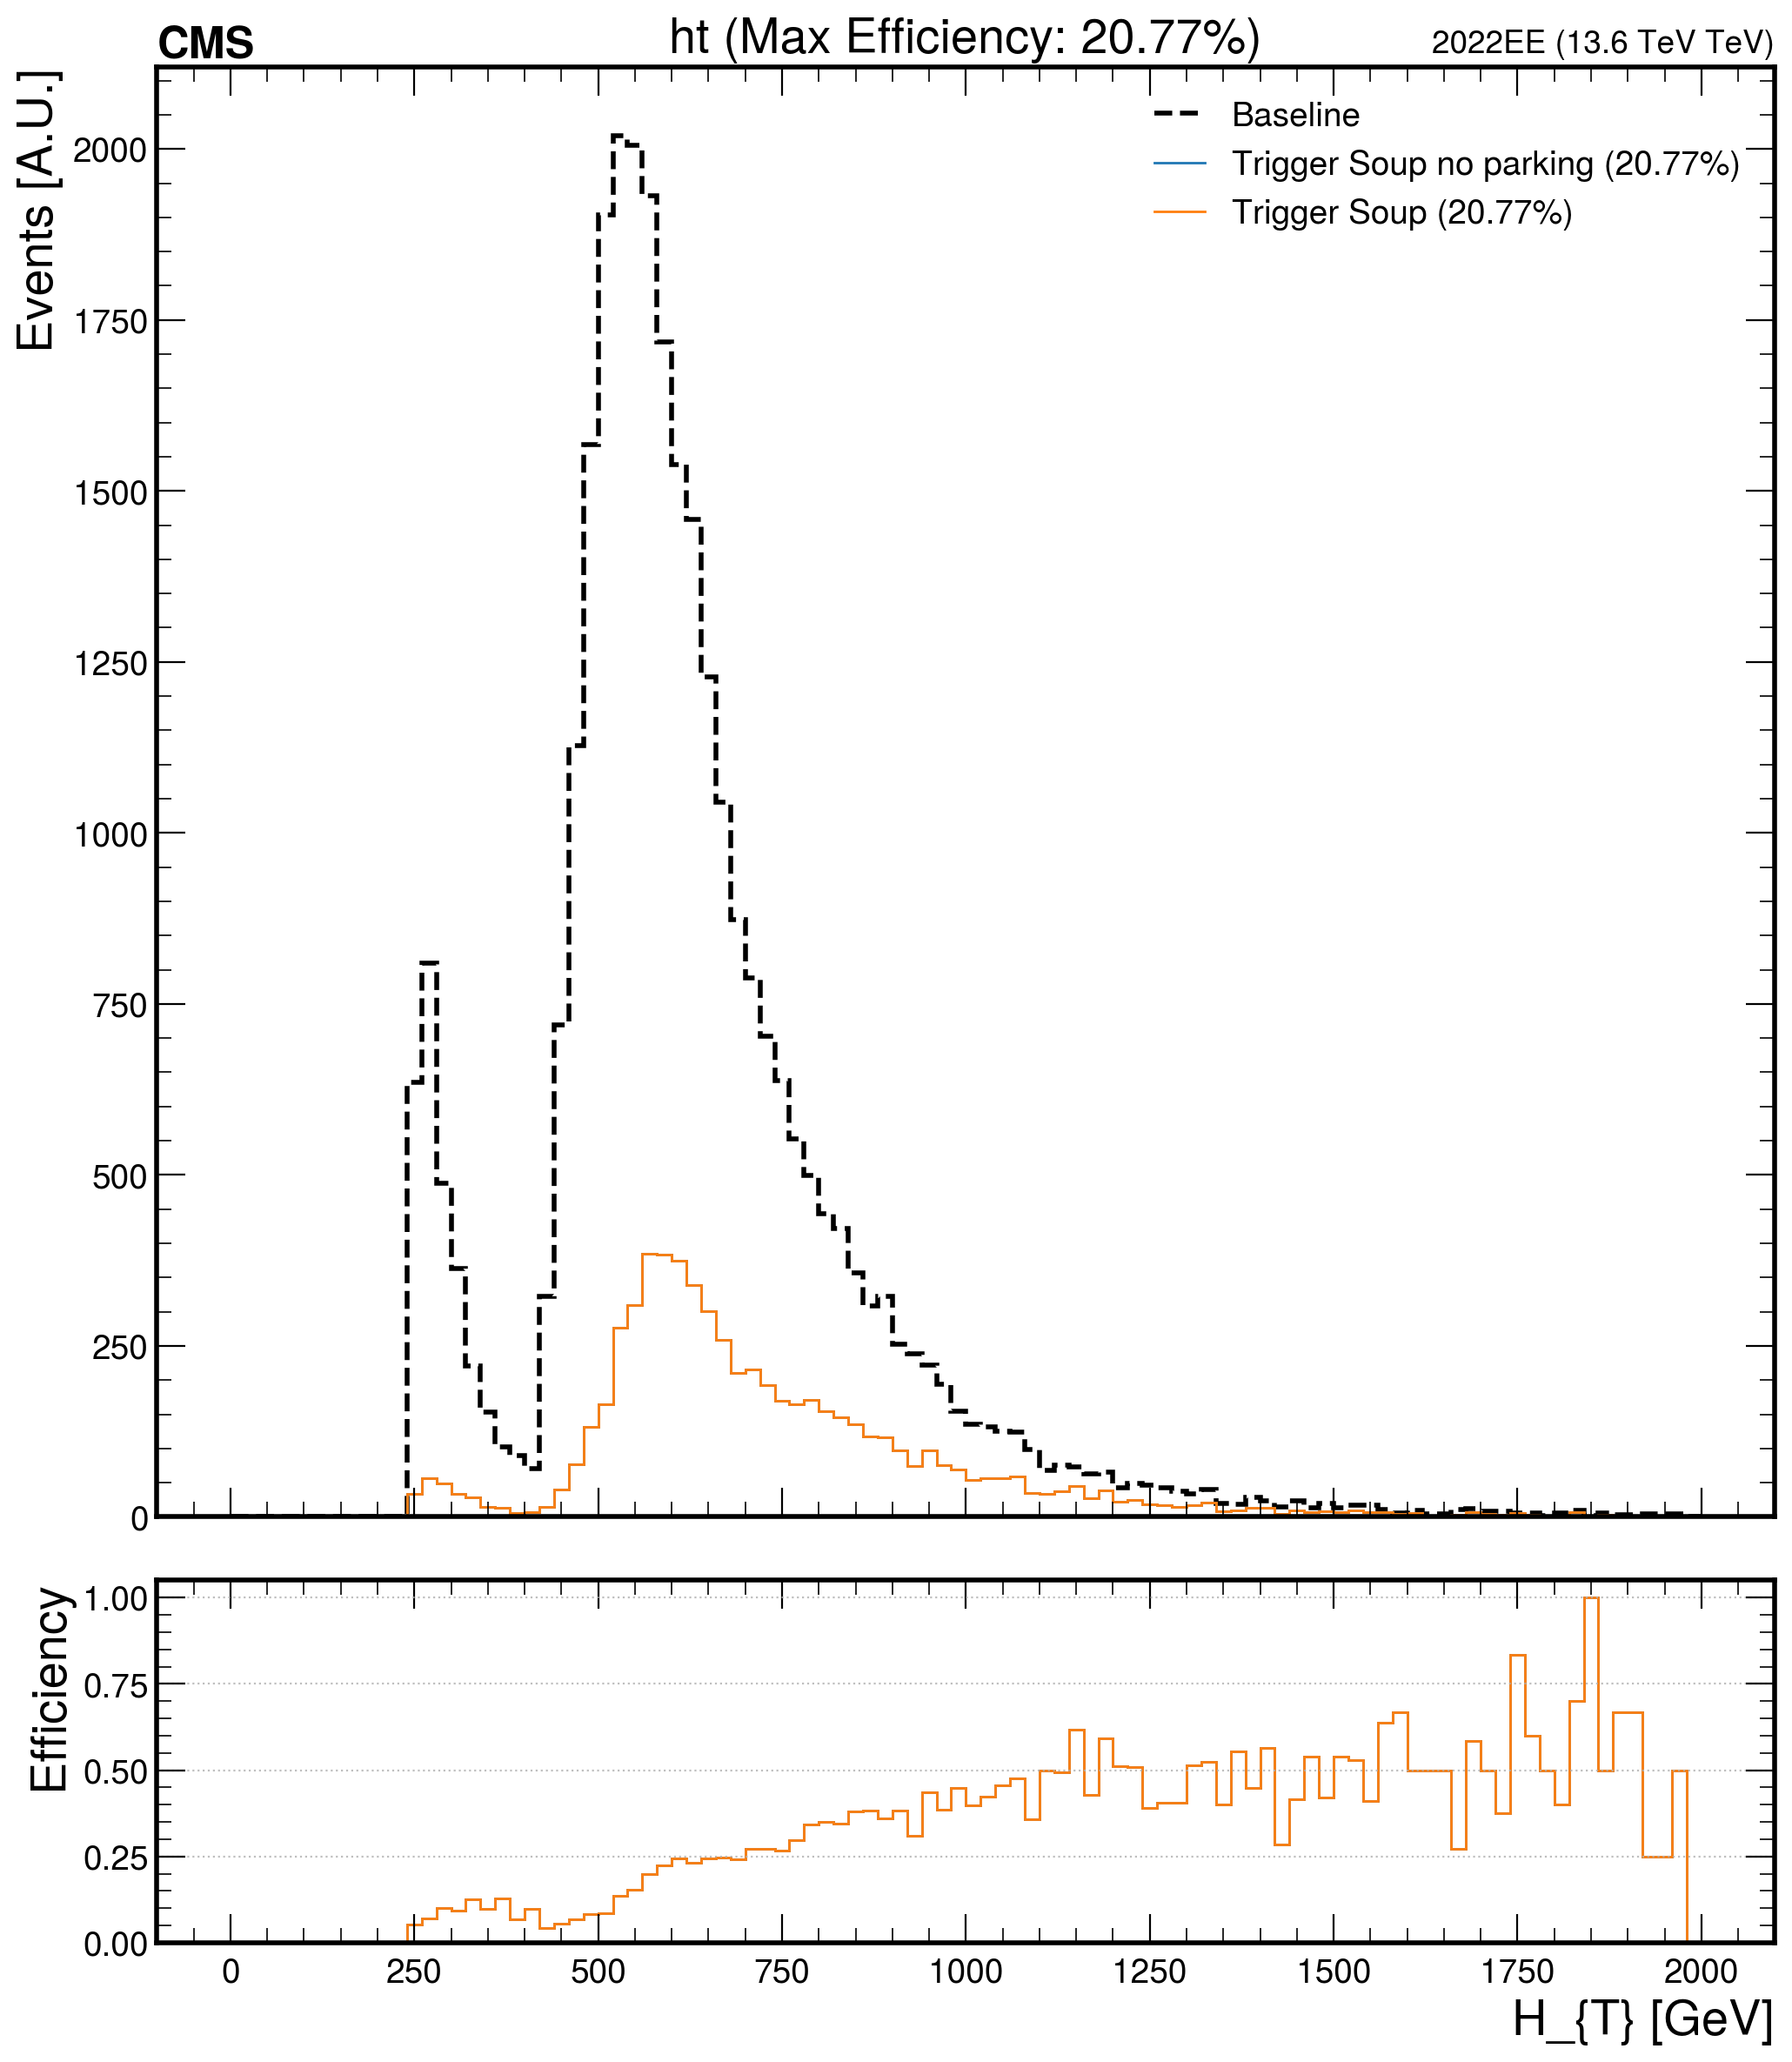 CMS
ht (Max Efficiency: 20.77%)
2022EE (13.6 TeV TeV)
Events [A.U.]
Baseline
Trigger Soup no parking (20.77%)
Trigger Soup (20.77%)
2000
1750
1500
1250
1000
750
500
250
0
Efficiency
1.00
0.75
0.50
0.25
0.00
0 250 500 750 1000 1250 1500 1750 2000
H_{T} [GeV]